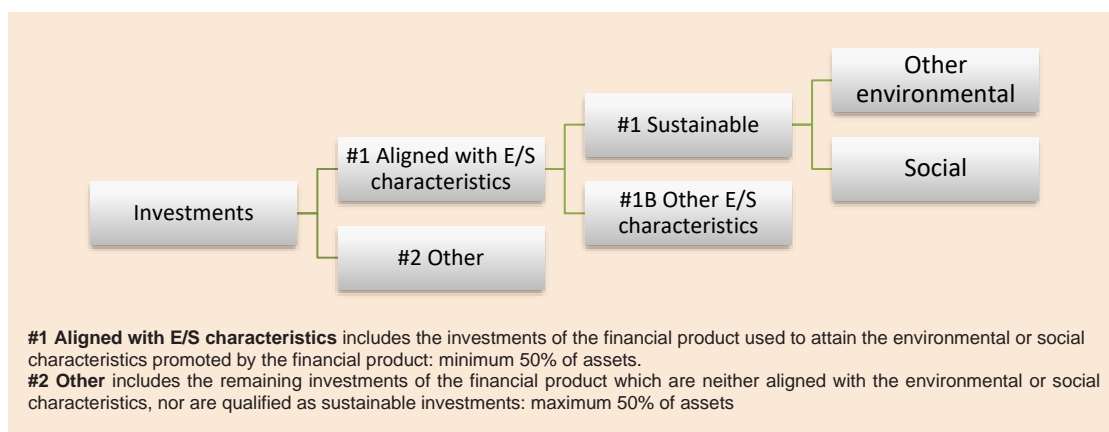 Investments
#1 Aligned with E/S
characteristics
#2 Other
#1 Sustainable
#1B Other E/S
characteristics
Other
environmental
Social
#1 Aligned with E/S characteristics includes the investments of the financial product used to attain the environmental or social
characteristics promoted by the financial product: minimum 50% of assets.
#2 Other includes the remaining investments of the financial product which are neither aligned with the environmental or social
characteristics, nor are qualified as sustainable investments: maximum 50% of assets